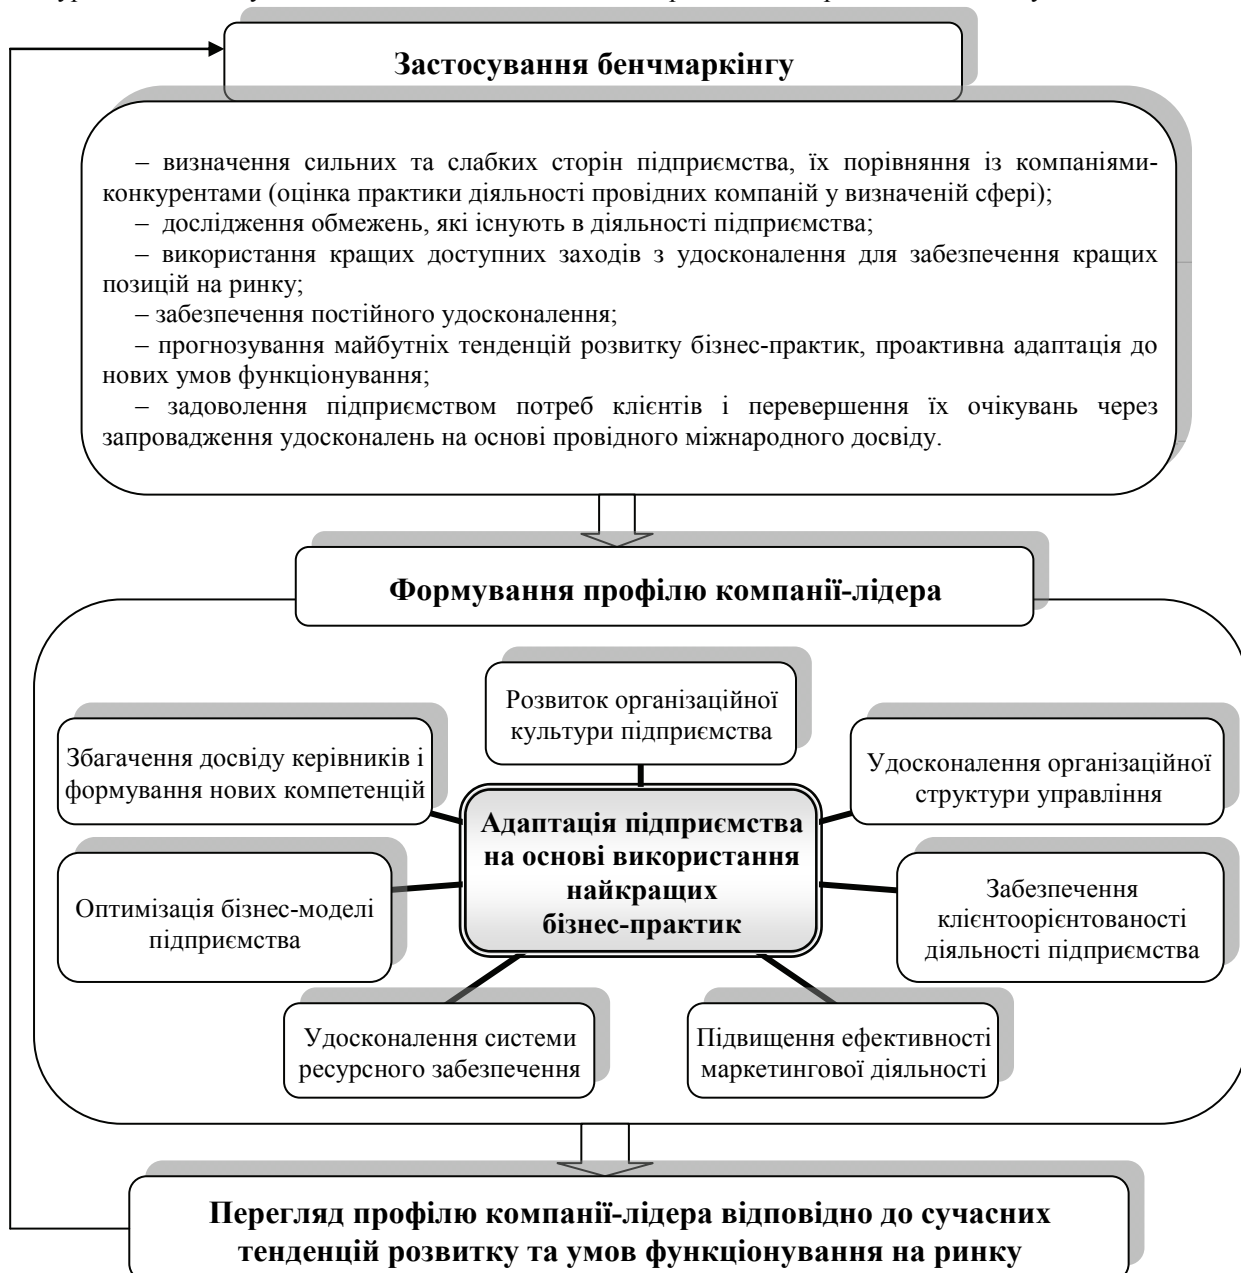 Застосування бенчмаркінгу
– визначення сильних та слабких сторін підприємства, їх порівняння із компаніями-
конкурентами (оцінка практики діяльності провідних компаній у визначеній сфері);
– дослідження обмежень, які існують в діяльності підприємства;
– використання кращих доступних заходів з удосконалення для забезпечення кращих
позицій на ринку;
– забезпечення постійного удосконалення;
– прогнозування майбутніх тенденцій розвитку бізнес-практик, проактивна адаптація до
нових умов функціонування;
– задоволення підприємством потреб клієнтів і перевершення їх очікувань через
запровадження удосконалень на основі провідного міжнародного досвіду.
Формування профілю компанії-лідера
Розвиток організаційної
культури підприємства
Збагачення досвіду керівників і
формування нових компетенцій
Удосконалення організаційної
структури управління
Адаптація підприємства
на основі використання
найкращих
бізнес-практик
Оптимізація бізнес-моделі
підприємства
Забезпечення
клієнтоорієнтованості
діяльності підприємства
Удосконалення системи
ресурсного забезпечення
Підвищення ефективності
маркетингової діяльності
Перегляд профілю компанії-лідера відповідно до сучасних
тенденцій розвитку та умов функціонування на ринку